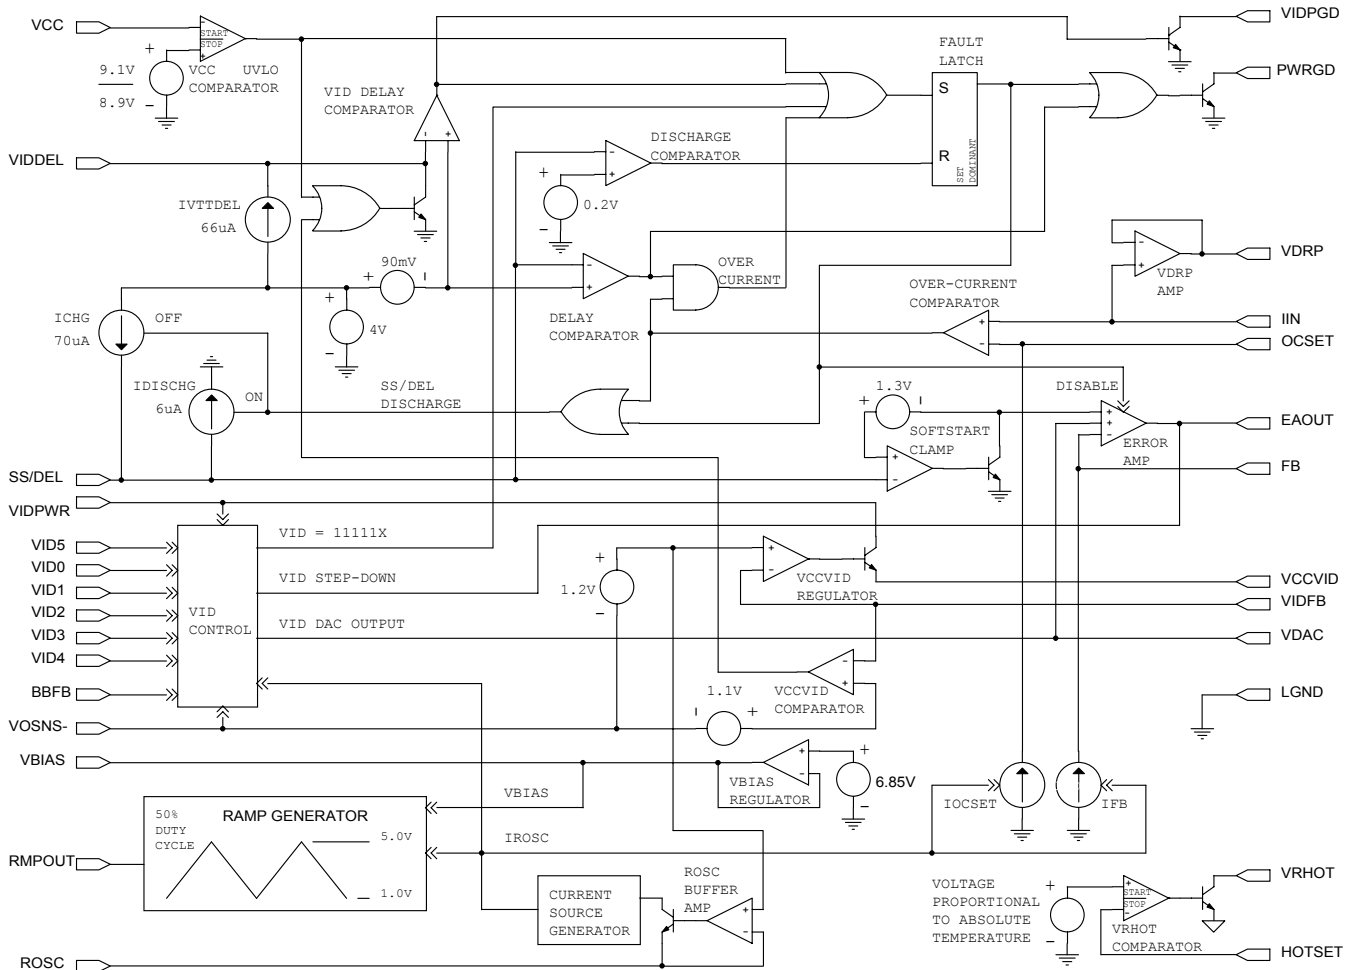 VCC
START
STOP
9.1V
8.9V
VCC UVLO
COMPARATOR
VID DELAY
COMPARATOR
FAULT
LATCH
S
R
SET
DOMINANT
VIDPGD
PWRGD
VIDDEL
IVTTDEL
66uA
DISCHARGE
COMPARATOR
0.2V
90mV
4V
ICHG
70uA
OFF
IDISCHG
6uA
ON
SS/DEL
DISCHARGE
DELAY
COMPARATOR
OVER
CURRENT
OVER-CURRENT
COMPARATOR
VDRP
AMP
VDRP
IIN
OCSET
1.3V
SOFTSTART
CLAMP
DISABLE
ERROR
AMP
EAOUT
FB
SS/DEL
VIDPWR
VID5
VID0
VID1
VID2
VID3
VID4
BBFB
VOSNS-
VID
CONTROL
VID = 11111X
VID STEP-DOWN
VID DAC OUTPUT
1.2V
VCCVID
REGULATOR
VCCVID
VIDFB
VDAC
1.1V
VCCVID
COMPARATOR
LGND
VBIAS
VBIAS
VBIAS
REGULATOR
6.85V
IOCSET
IFB
RMPOUT
50%
DUTY
CYCLE
RAMP GENERATOR
5.0V
1.0V
IROSC
CURRENT
SOURCE
GENERATOR
ROSC
BUFFER
AMP
ROSC
VOLTAGE
PROPORTIONAL
TO ABSOLUTE
TEMPERATURE
START
STOP
VRHOT
COMPARATOR
VRHOT
HOTSET